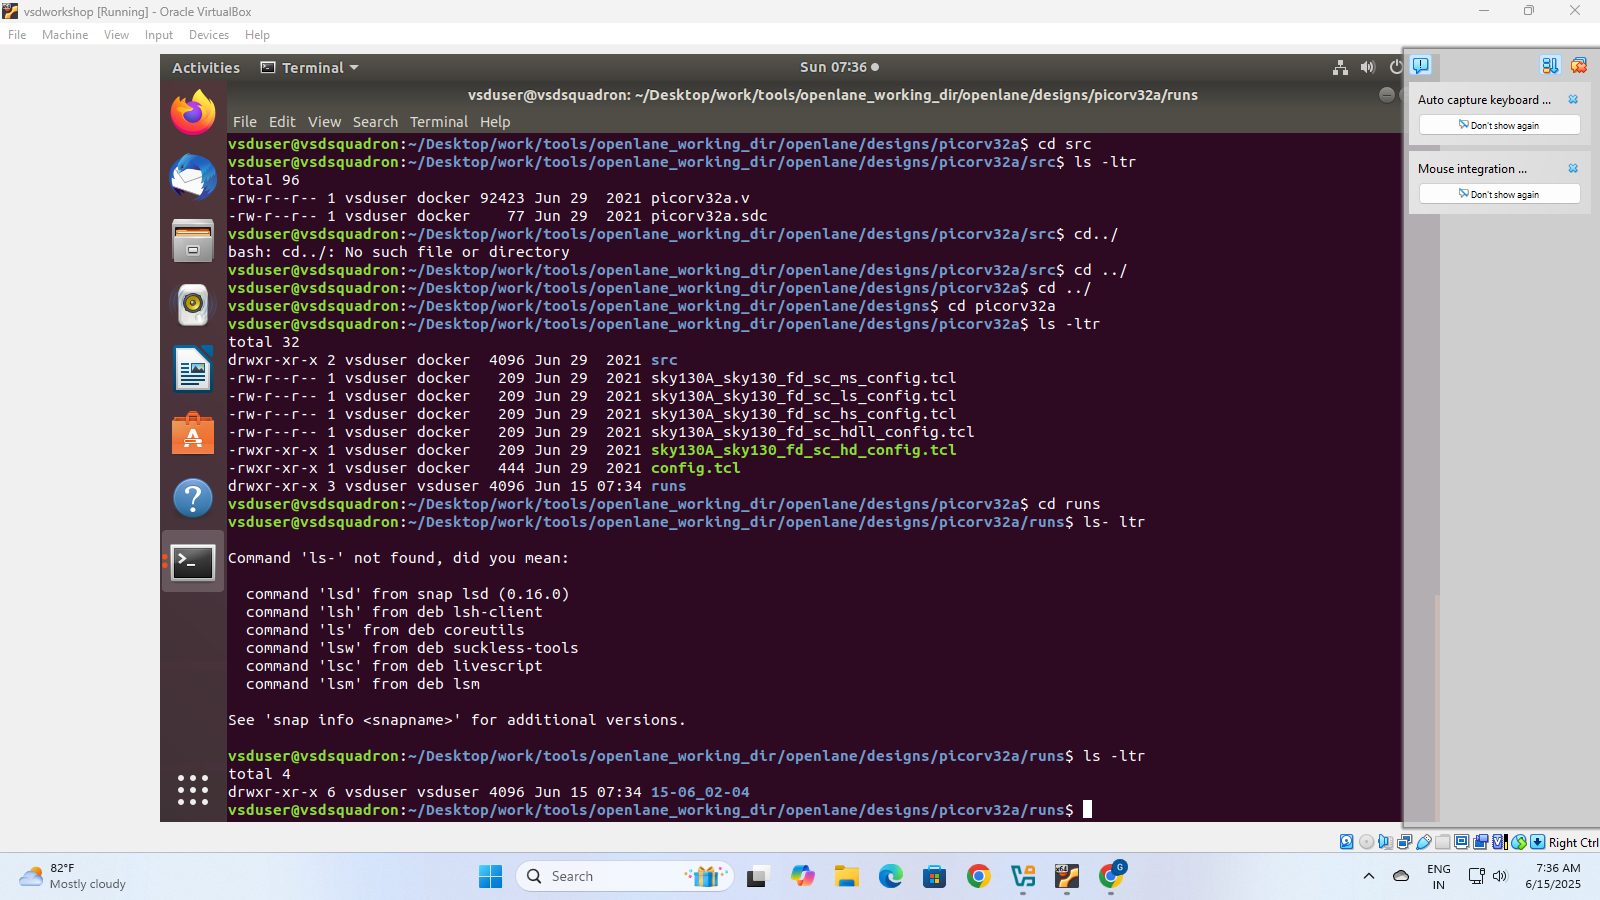 vsdworkshop [Running] - Oracle VirtualBox
File Machine View Input Devices Help
Activities Terminal Sun 07:36
vsduser@vsdsquadron: ~/Desktop/work/tools/openlane_working_dir/openlane/designs/picorv32a/runs
File Edit View Search Terminal Help
vsduser@vsdsquadron:~/Desktop/work/tools/openlane_working_dir/openlane/designs/picorv32a$ cd src
vsduser@vsdsquadron:~/Desktop/work/tools/openlane_working_dir/openlane/designs/picorv32a/src$ ls -ltr
total 96
-rw-r--r-- 1 vsduser docker 92423 Jun 29  2021 picorv32a.v
-rw-r--r-- 1 vsduser docker    77 Jun 29  2021 picorv32a.sdc
vsduser@vsdsquadron:~/Desktop/work/tools/openlane_working_dir/openlane/designs/picorv32a/src$ cd../
bash: cd../: No such file or directory
vsduser@vsdsquadron:~/Desktop/work/tools/openlane_working_dir/openlane/designs/picorv32a/src$ cd ../
vsduser@vsdsquadron:~/Desktop/work/tools/openlane_working_dir/openlane/designs/picorv32a$ cd ../
vsduser@vsdsquadron:~/Desktop/work/tools/openlane_working_dir/openlane/designs$ cd picorv32a
vsduser@vsdsquadron:~/Desktop/work/tools/openlane_working_dir/openlane/designs/picorv32a$ ls -ltr
total 32
drwxr-xr-x 2 vsduser docker  4096 Jun 29  2021 src
-rw-r--r-- 1 vsduser docker   209 Jun 29  2021 sky130A_sky130_fd_sc_ms_config.tcl
-rw-r--r-- 1 vsduser docker   209 Jun 29  2021 sky130A_sky130_fd_sc_ls_config.tcl
-rw-r--r-- 1 vsduser docker   209 Jun 29  2021 sky130A_sky130_fd_sc_hs_config.tcl
-rw-r--r-- 1 vsduser docker   209 Jun 29  2021 sky130A_sky130_fd_sc_hdll_config.tcl
-rwxr-xr-x 1 vsduser docker   209 Jun 29  2021 sky130A_sky130_fd_sc_hd_config.tcl
-rwxr-xr-x 1 vsduser docker   444 Jun 29  2021 config.tcl
drwxr-xr-x 3 vsduser vsduser 4096 Jun 15 07:34 runs
vsduser@vsdsquadron:~/Desktop/work/tools/openlane_working_dir/openlane/designs/picorv32a$ cd runs
vsduser@vsdsquadron:~/Desktop/work/tools/openlane_working_dir/openlane/designs/picorv32a/runs$ ls- ltr
Command 'ls-' not found, did you mean:
command 'lsd' from snap lsd (0.16.0)
command 'lsh' from deb lsh-client
command 'ls' from deb coreutils
command 'lsw' from deb suckless-tools
command 'lsc' from deb livescript
command 'lsm' from deb lsm
See 'snap info <snapname>' for additional versions.
vsduser@vsdsquadron:~/Desktop/work/tools/openlane_working_dir/openlane/designs/picorv32a/runs$ ls -ltr
total 4
drwxr-xr-x 6 vsduser vsduser 4096 Jun 15 07:34 15-06_02-04
vsduser@vsdsquadron:~/Desktop/work/tools/openlane_working_dir/openlane/designs/picorv32a/runs$
Auto capture keyboard ...
Don't show again
Mouse integration ...
Don't show again
Right Ctrl
82°F
Mostly cloudy
Search
ENG
IN
7:36 AM
6/15/2025